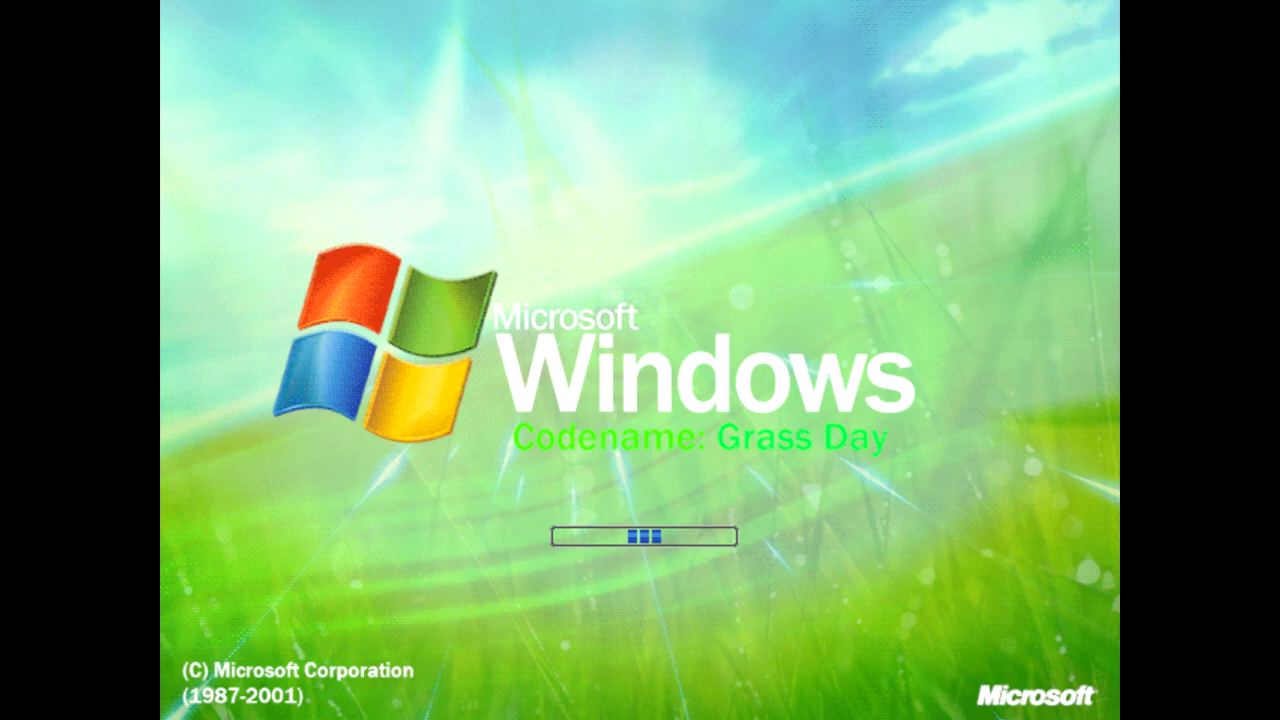 Microsoft
Windows
Codename: Grass Day
(C) Microsoft Corporation
(1987-2001)
Microsoft